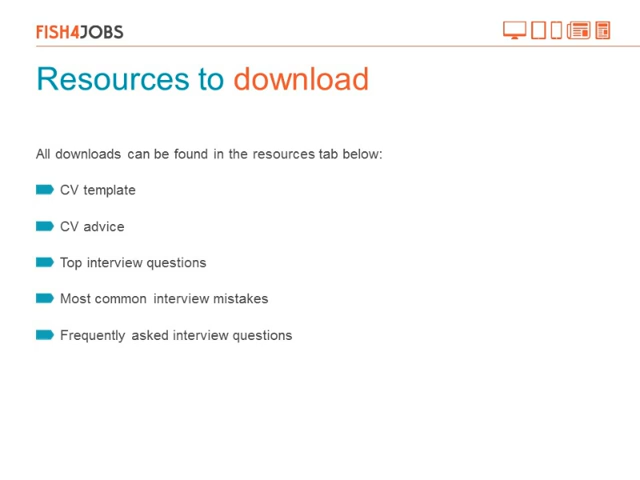 FISH4JOBS
Resources to download
All downloads can be found in the resources tab below:
CV template
CV advice
Top interview questions
Most common interview mistakes
Frequently asked interview questions